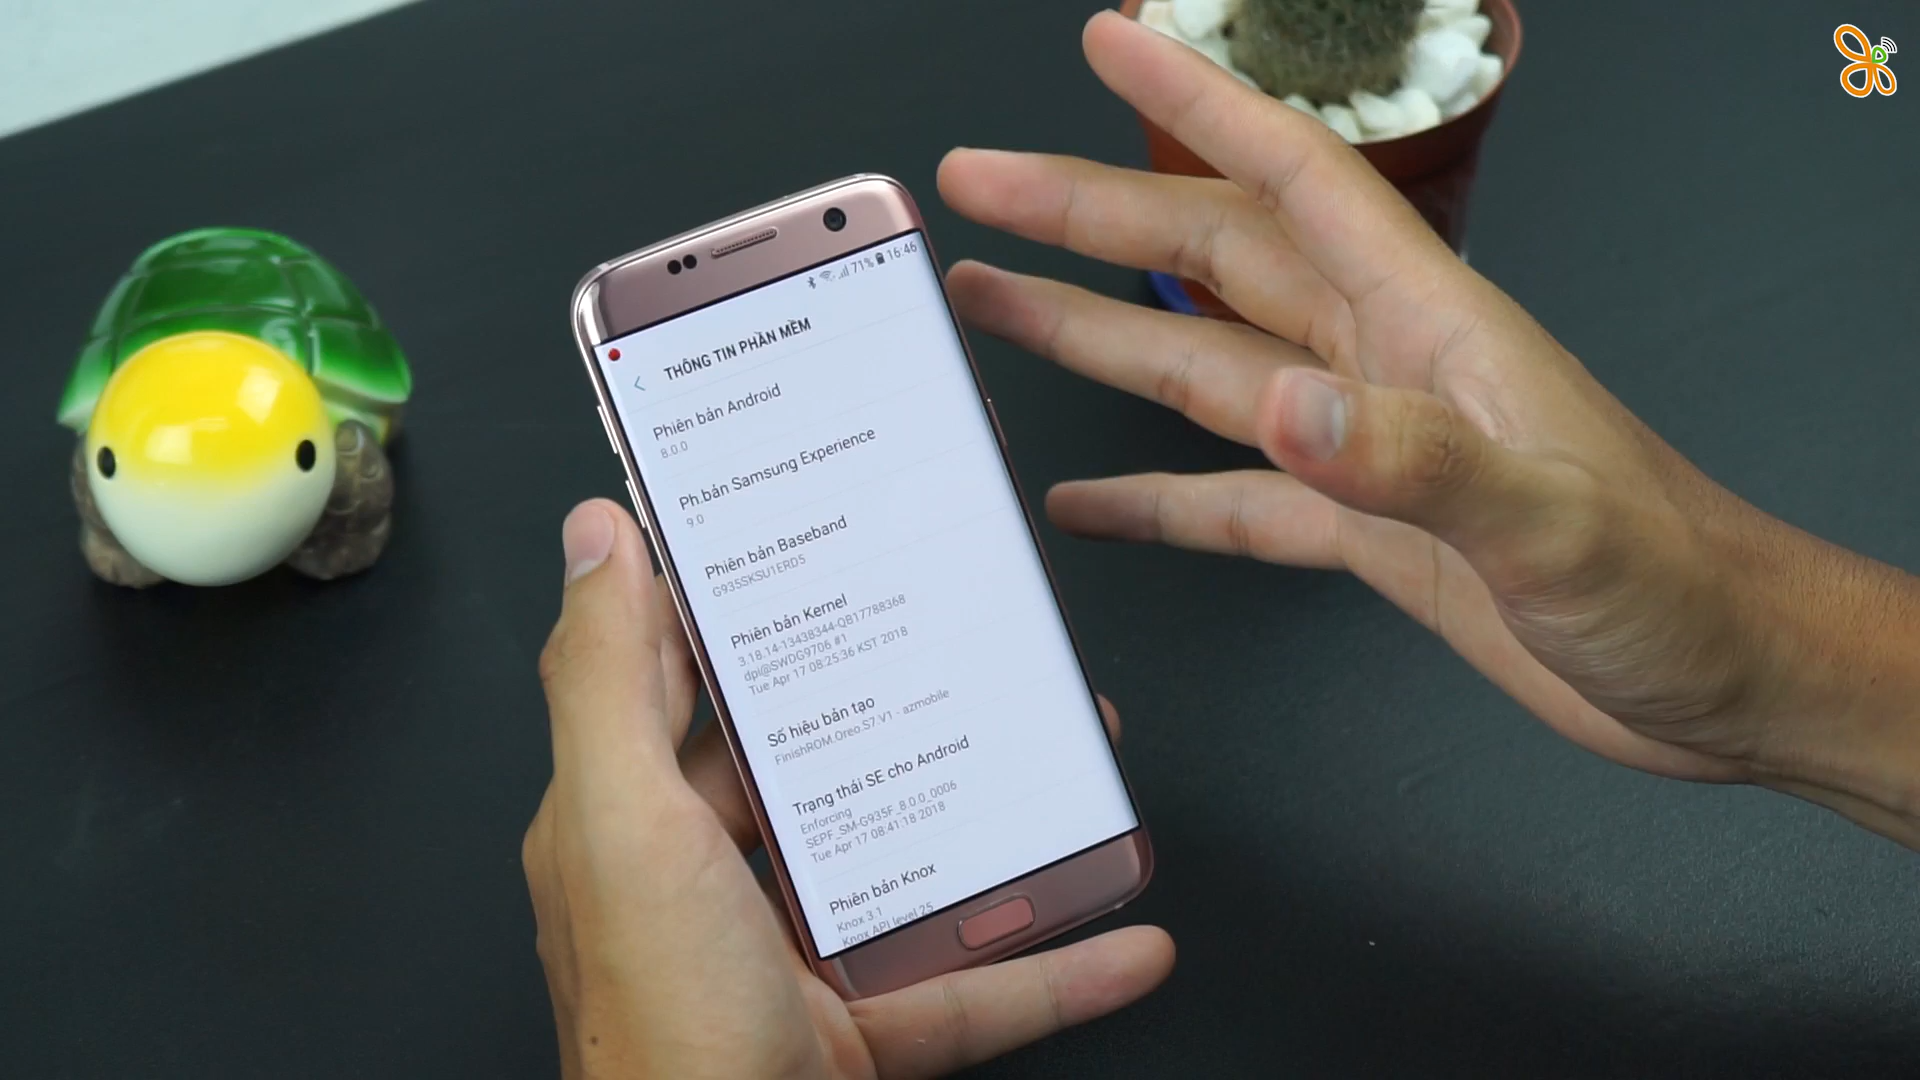 71% 16:46
THÔNG TIN PHẦN MỀM
Phiên bản Android
8.0.0
Ph.bản Samsung Experience
9.0
Phiên bản Baseband
G935SKSU1ERD5
Phiên bản Kernel
3.18.14-13438344-QB17788368
dpi@SWDG9706 #1
Tue Apr 17 08:25:36 KST 2018
Số hiệu bản tạo
FinishROM.Oreo.S7.V1 - azmobile
Trạng thái SE cho Android
Enforcing
SEPF_SM-G935F_8.0.0_0006
Tue Apr 17 08:41:18 2018
Phiên bản Knox
Knox 3.1
Knox API level 25